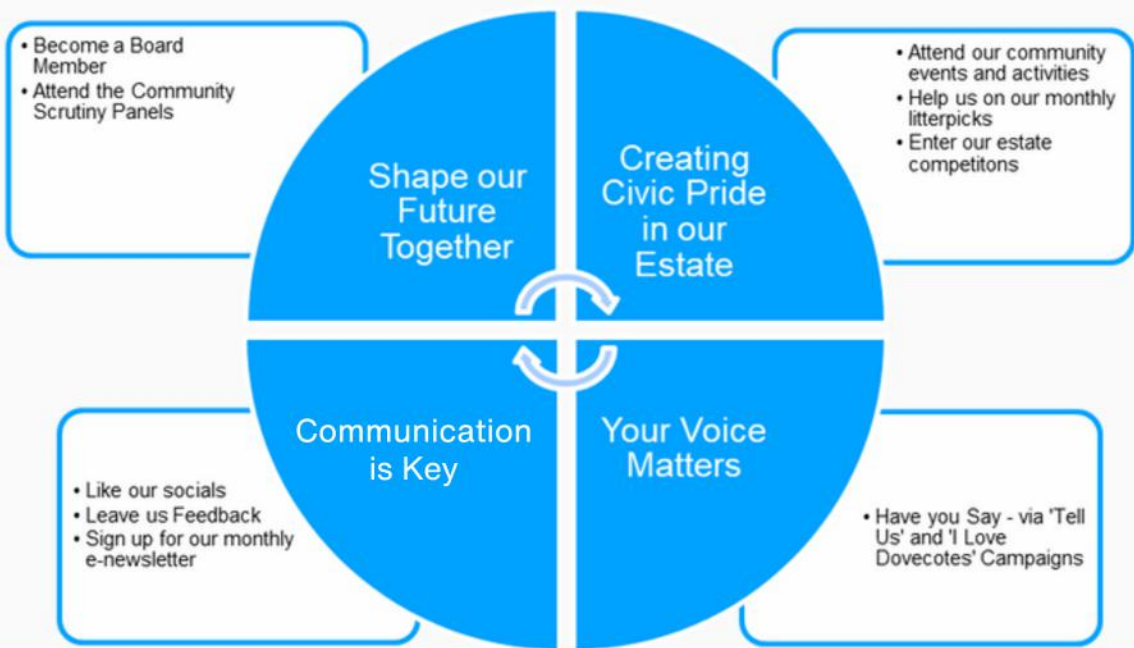 • Become a Board
Member
• Attend the Community
Scrutiny Panels
Shape our
Future
Together
Creating
Civic Pride
in our
Estate
• Attend our community
events and activities
• Help us on our monthly
litterpicks
• Enter our estate
competitons
• Like our socials
• Leave us Feedback
• Sign up for our monthly
e-newsletter
Communication
is Key
Your Voice
Matters
• Have you Say - via 'Tell
Us' and 'I Love
Dovecotes' Campaigns